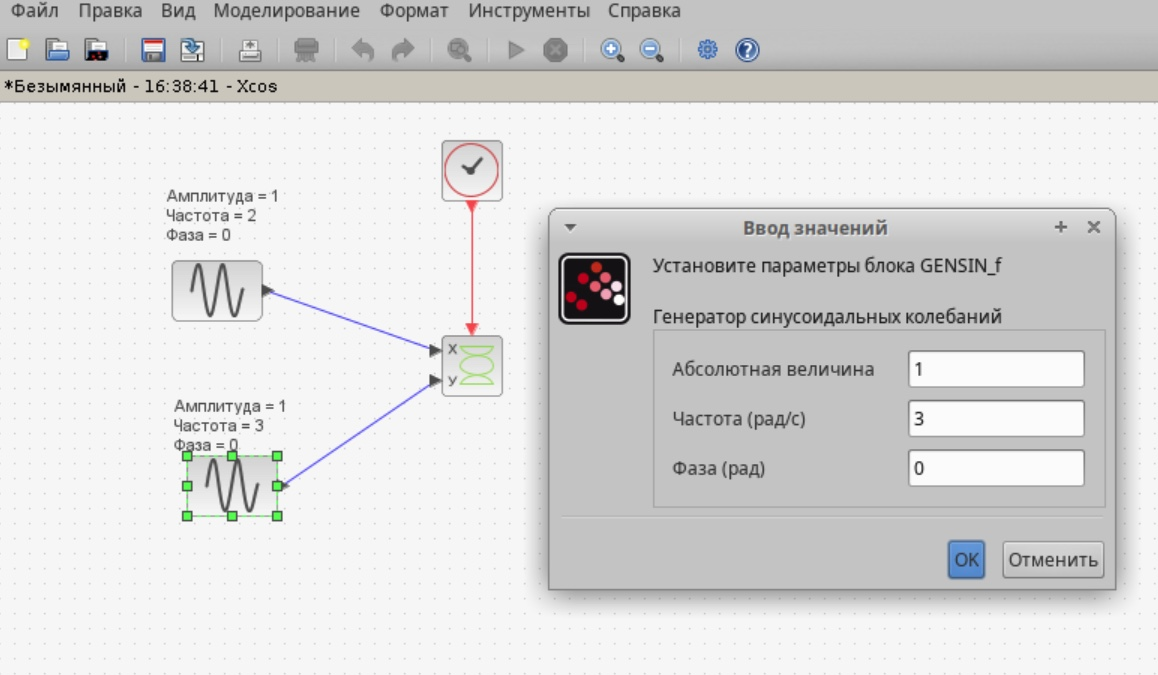 Файл Правка Вид Моделирование Формат Инструменты Справка
*Безымянный - 16:38:41 - Xcos
Амплитуда = 1
Частота = 2
Фаза = 0
X
У
Амплитуда = 1
Частота = 3
Фаза = 0
Ввод значений
Установите параметры блока GENSIN_f
Генератор синусоидальных колебаний
Абсолютная величина 1
Частота (рад/с) 3
Фаза (рад) 0
OK Отменить